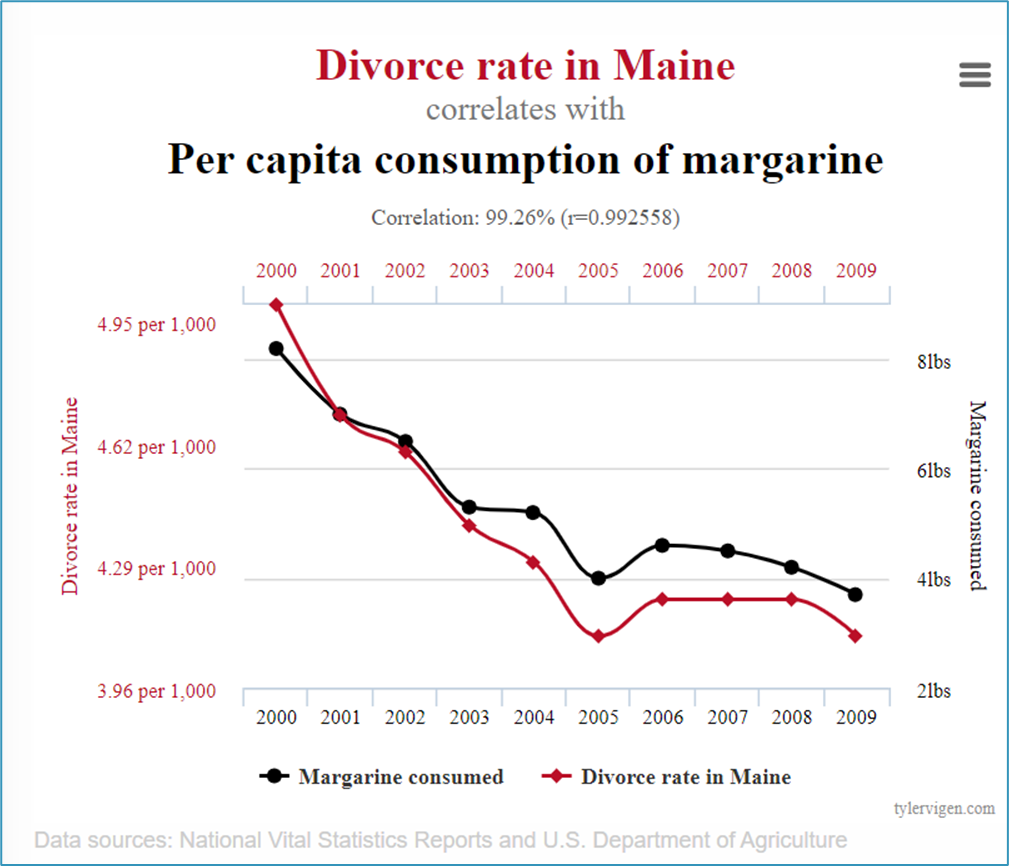 Divorce rate in Maine
correlates with
Per capita consumption of margarine
Correlation: 99.26% (r=0.992558)
2000 2001 2002 2003 2004 2005 2006 2007 2008 2009
4.95 per 1,000
4.62 per 1,000
4.29 per 1,000
3.96 per 1,000
Divorce rate in Maine
8lbs
6lbs
4lbs
2lbs
Margarine consumed
2000 2001 2002 2003 2004 2005 2006 2007 2008 2009
Margarine consumed Divorce rate in Maine
tylervigen.com
Data sources: National Vital Statistics Reports and U.S. Department of Agriculture